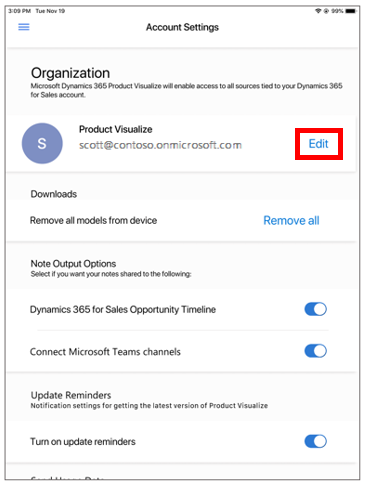 3:09 PM Tue Nov 19
99%
Account Settings
Organization
Microsoft Dynamics 365 Product Visualize will enable access to all sources tied to your Dynamics 365
for Sales account.
S
Product Visualize
scott@contoso.onmicrosoft.com
Edit
Downloads
Remove all models from device
Remove all
Note Output Options
Select if you want your notes shared to the following:
Dynamics 365 for Sales Opportunity Timeline
Connect Microsoft Teams channels
Update Reminders
Notification settings for getting the latest version of Product Visualize
Turn on update reminders